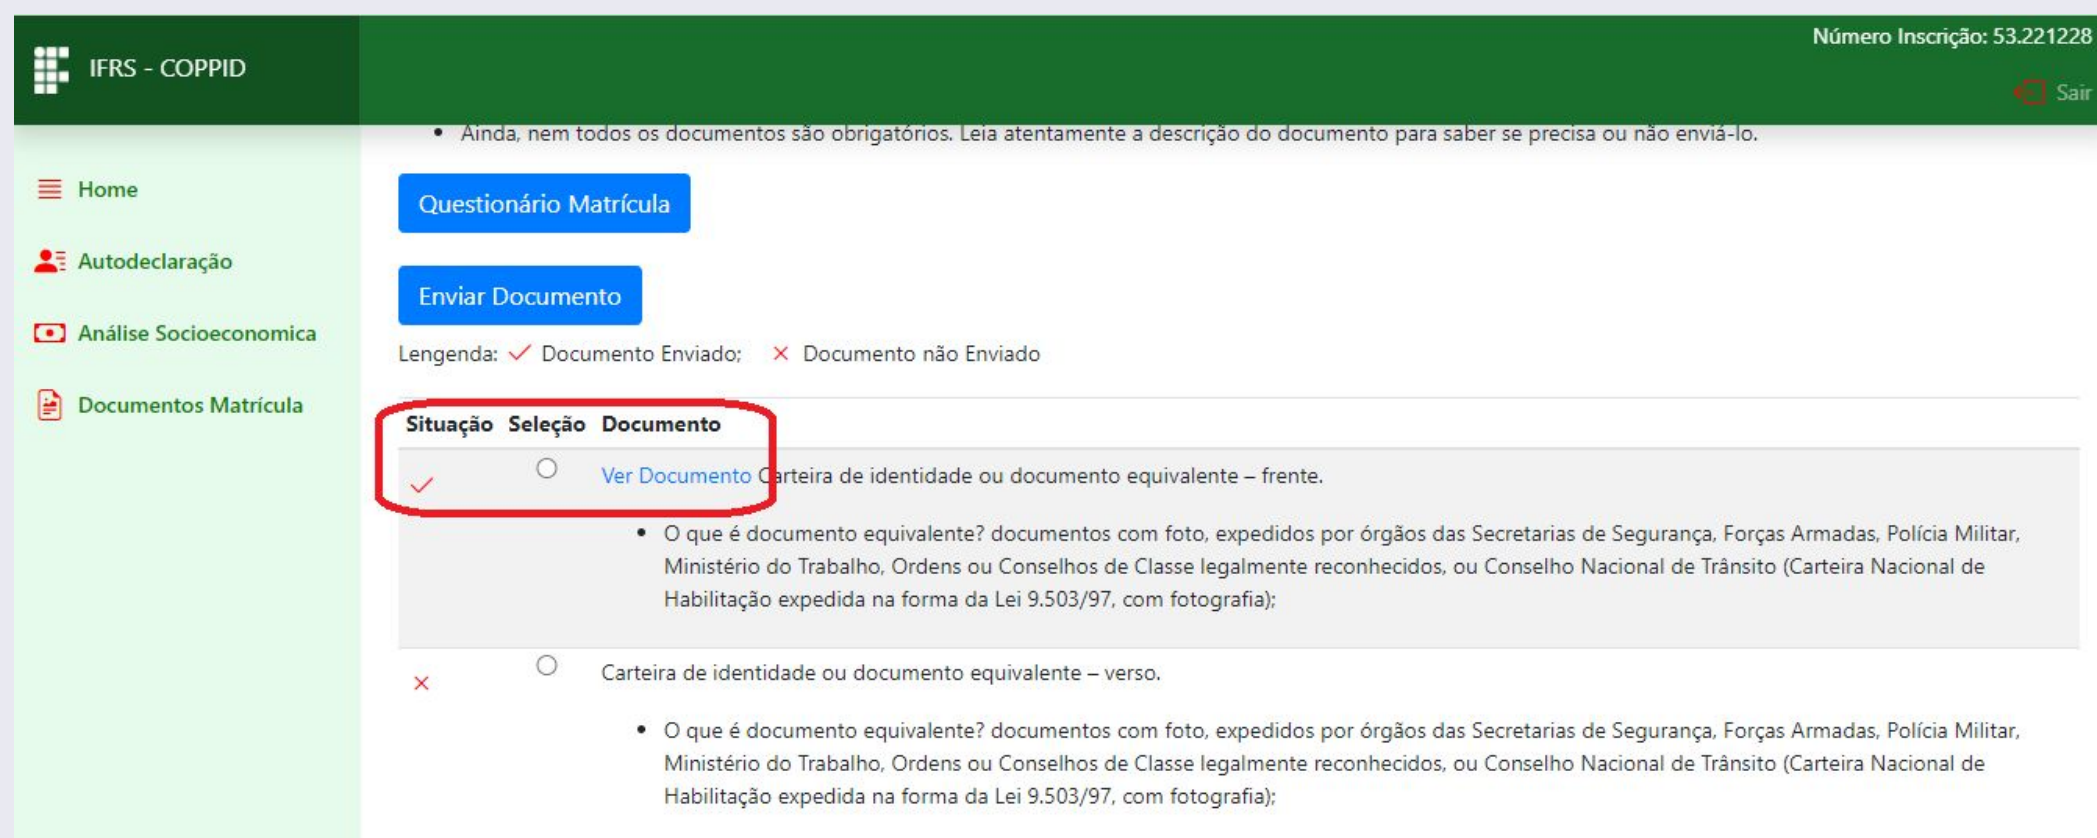 Número Inscrição: 53.221228
IFRS - COPPID
Sair
Ainda, nem todos os documentos são obrigatórios. Leia atentamente a descrição do documento para saber se precisa ou não enviá-lo.
Home
Autodeclaração
Análise Socioeconomica
Documentos Matrícula
Questionário Matrícula
Enviar Documento
Lengenda: ✓ Documento Enviado; × Documento não Enviado
Situação Seleção Documento
Ver Documento Carteira de identidade ou documento equivalente – frente.
• O que é documento equivalente? documentos com foto, expedidos por órgãos das Secretarias de Segurança, Forças Armadas, Polícia Militar,
Ministério do Trabalho, Ordens ou Conselhos de Classe legalmente reconhecidos, ou Conselho Nacional de Trânsito (Carteira Nacional de
Habilitação expedida na forma da Lei 9.503/97, com fotografia);
Carteira de identidade ou documento equivalente – verso.
• O que é documento equivalente? documentos com foto, expedidos por órgãos das Secretarias de Segurança, Forças Armadas, Polícia Militar,
Ministério do Trabalho, Ordens ou Conselhos de Classe legalmente reconhecidos, ou Conselho Nacional de Trânsito (Carteira Nacional de
Habilitação expedida na forma da Lei 9.503/97, com fotografia);